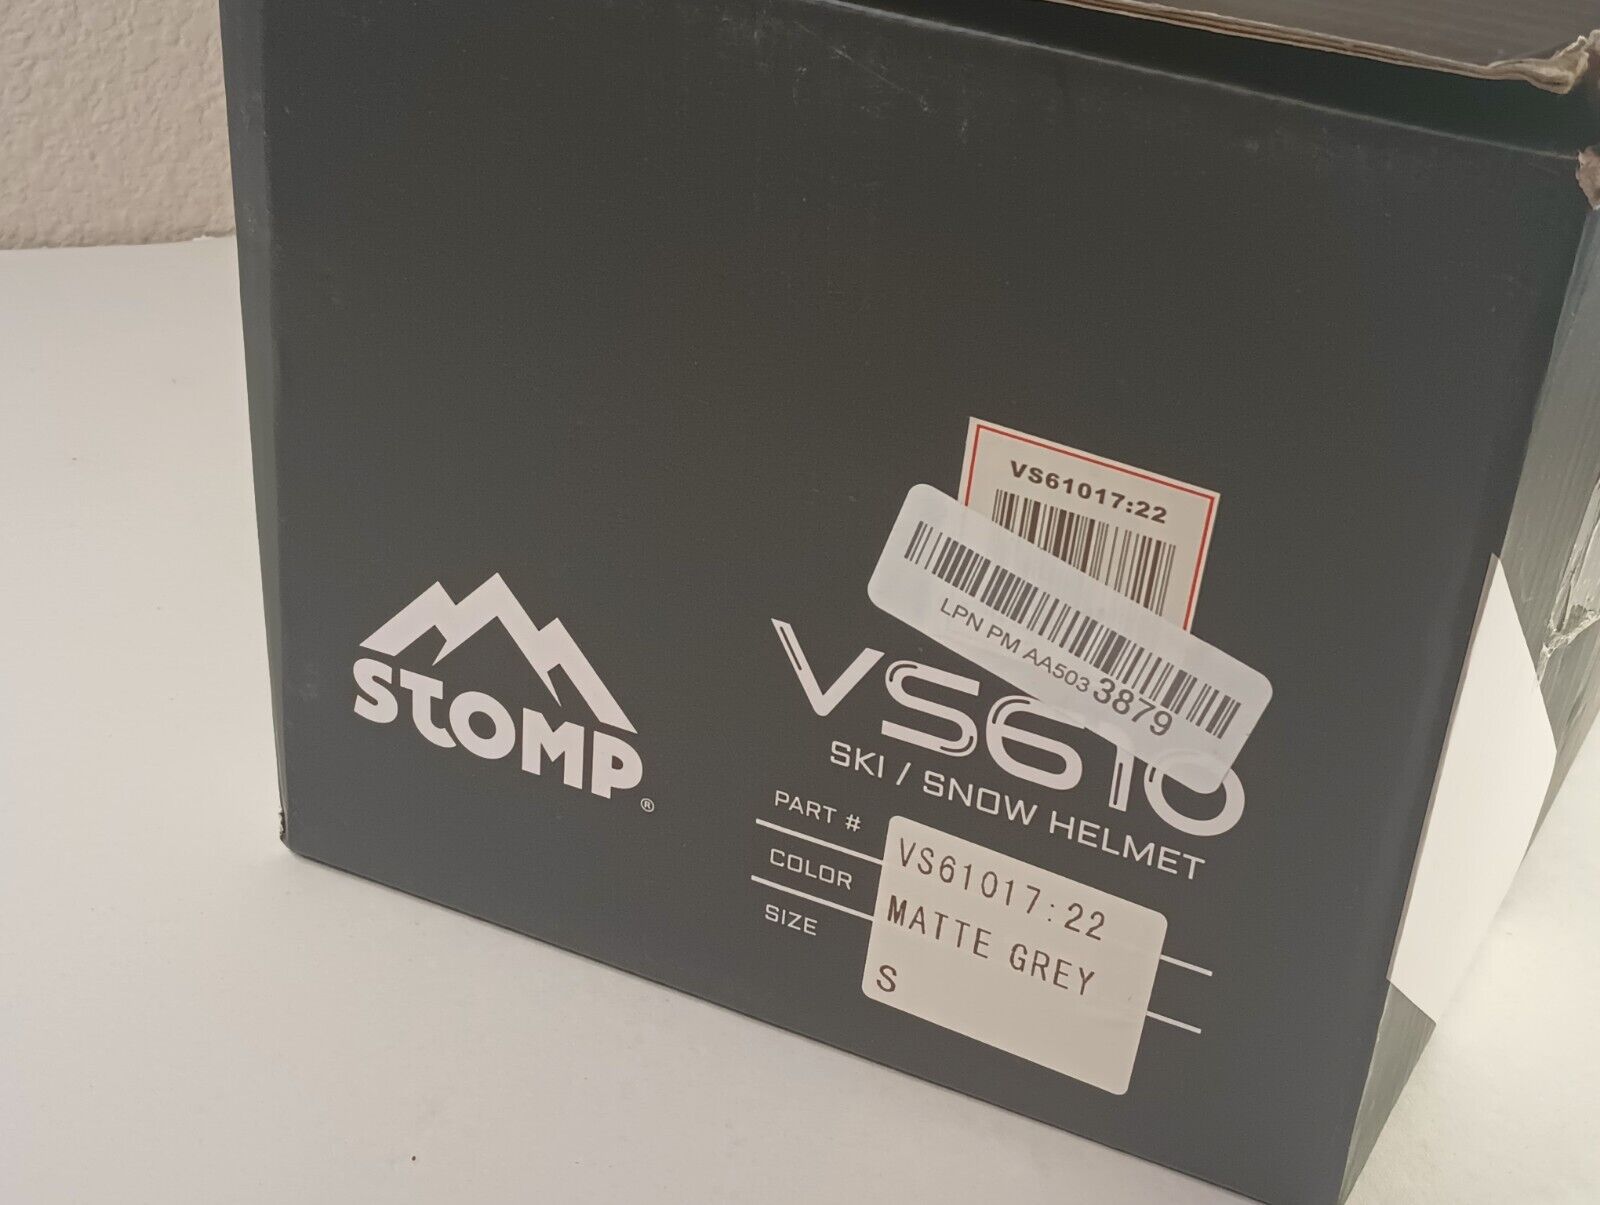 VS61017:22
LPN PM AA503 3879
STOMP®
VS610
SKI / SNOW HELMET
PART #
VS61017:22
COLOR
MATTE GREY
SIZE
S